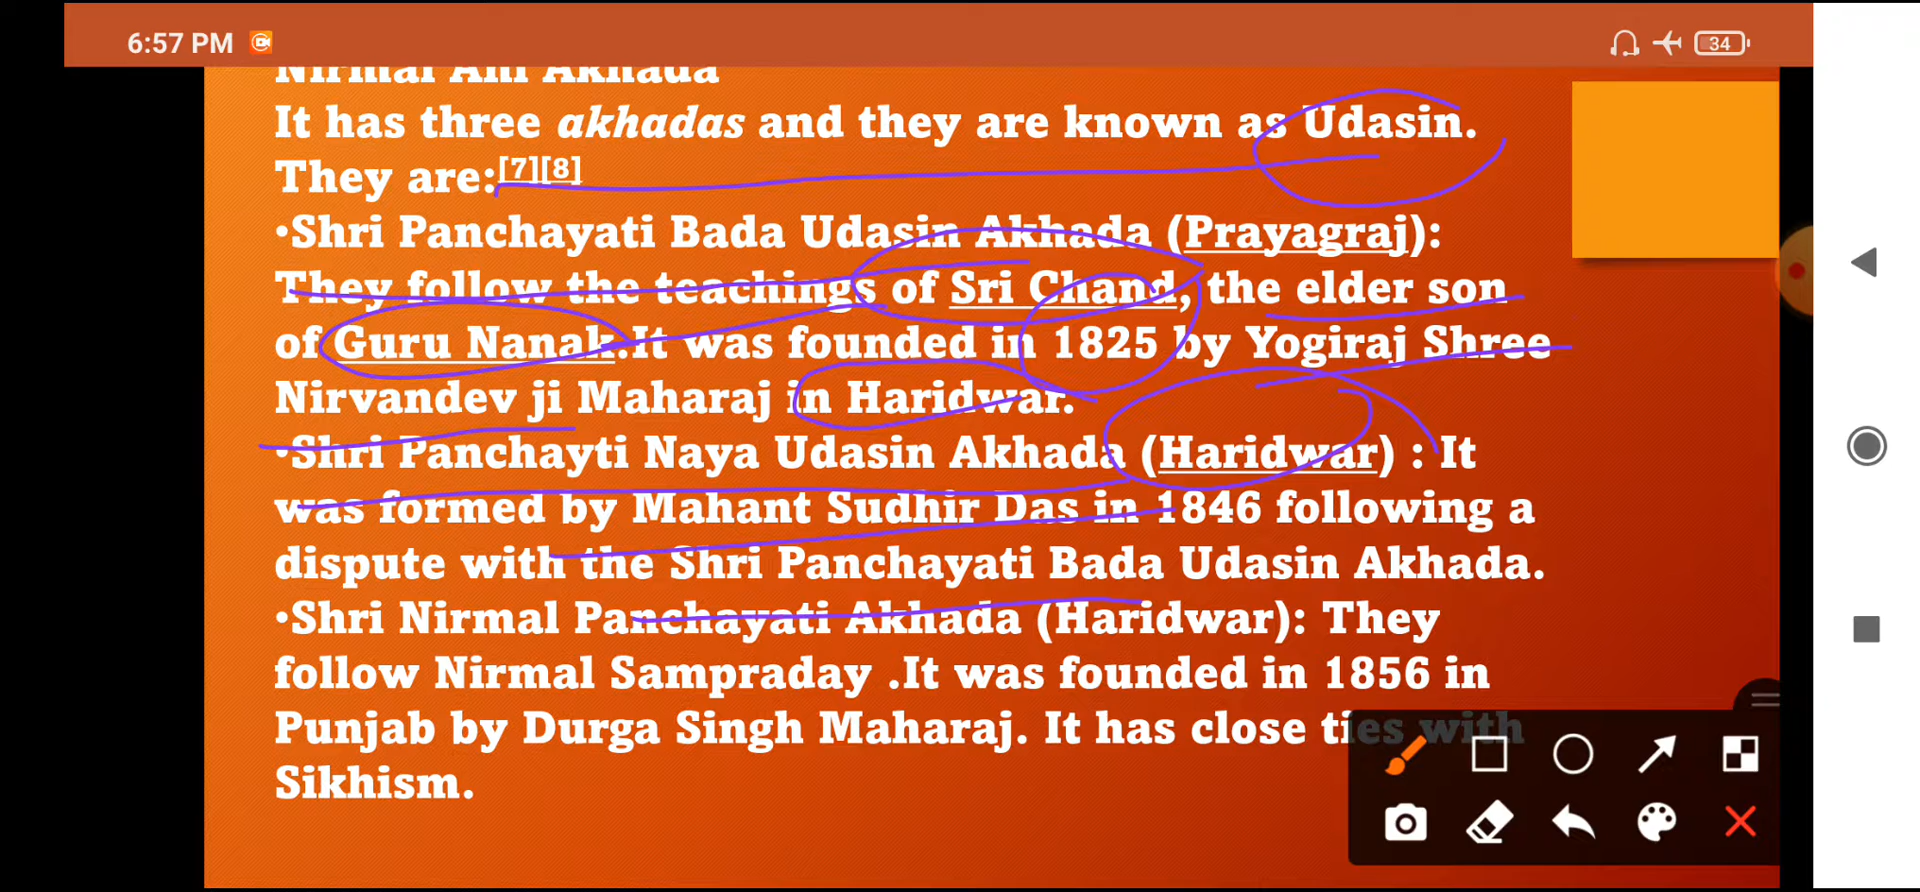 6:57 PM
34
Nirmal Ani Akhada
It has three akhadas and they are known as Udasin.
They are:[7][8]
•Shri Panchayati Bada Udasin Akhada (Prayagraj):
They follow the teachings of Sri Chand, the elder son
of Guru Nanak.It was founded in 1825 by Yogiraj Shree
Nirvandev ji Maharaj in Haridwar.
•Shri Panchayti Naya Udasin Akhada (Haridwar) : It
was formed by Mahant Sudhir Das in 1846 following a
dispute with the Shri Panchayati Bada Udasin Akhada.
•Shri Nirmal Panchayati Akhada (Haridwar): They
follow Nirmal Sampraday .It was founded in 1856 in
Punjab by Durga Singh Maharaj. It has close ties with
Sikhism.